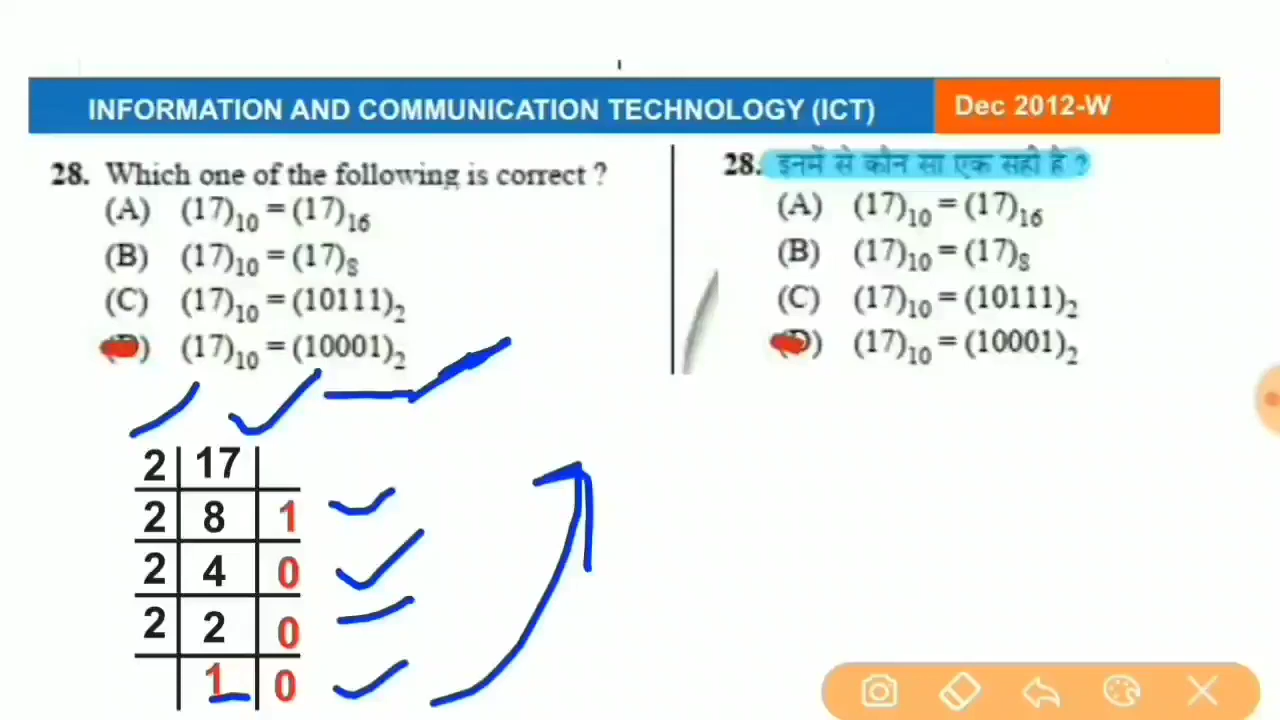 INFORMATION AND COMMUNICATION TECHNOLOGY (ICT)
Dec 2012-W
28. Which one of the following is correct ?
(A) (17)₁₀ = (17)₁₆
(B) (17)₁₀ = (17)₈
(C) (17)₁₀ = (10111)₂
(D) (17)₁₀ = (10001)₂
28. इनमें से कौन सा एक सही है ?
(A) (17)₁₀ = (17)₁₆
(B) (17)₁₀ = (17)₈
(C) (17)₁₀ = (10111)₂
(D) (17)₁₀ = (10001)₂
2 17
2 8 1
2 4 0
2 2 0
1 0